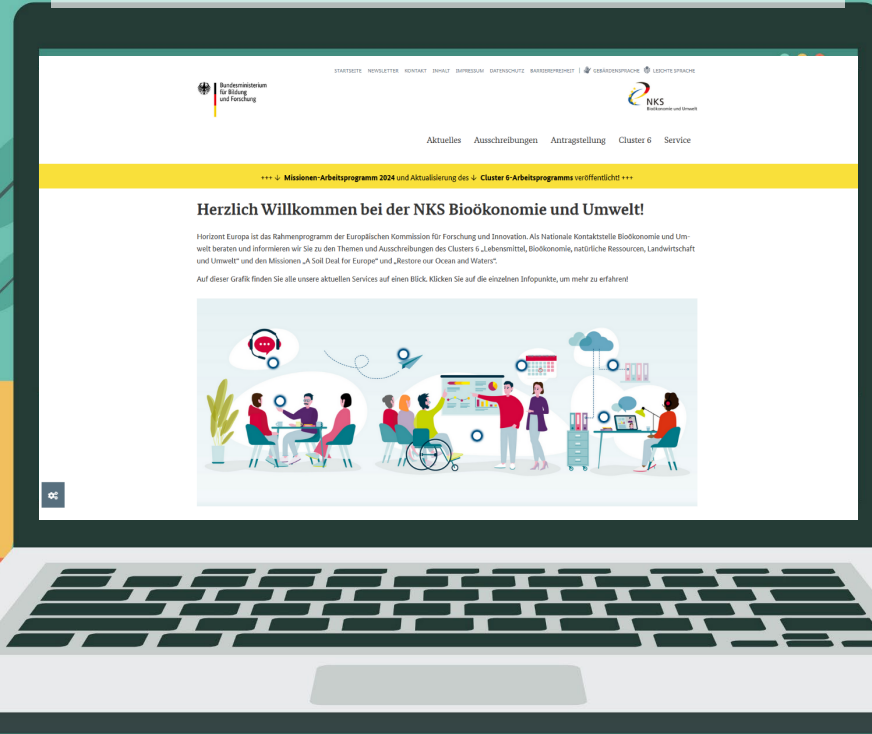 STARTSEITE NEWSLETTER KONTAKT INHALT IMPRESSUM DATENSCHUTZ BARRIEREFREIHEIT | GEBÄRDENSPRACHE LEICHTE SPRACHE
Bundesministerium
für Bildung
und Forschung
NKS
Bioökonomie und Umwelt
Aktuelles Ausschreibungen Antragstellung Cluster 6 Service
+++ ↓ Missionen-Arbeitsprogramm 2024 und Aktualisierung des ↓ Cluster 6-Arbeitsprogramms veröffentlicht! +++
Herzlich Willkommen bei der NKS Bioökonomie und Umwelt!
Horizont Europa ist das Rahmenprogramm der Europäischen Kommission für Forschung und Innovation. Als Nationale Kontaktstelle Bioökonomie und Um-
welt beraten und informieren wir Sie zu den Themen und Ausschreibungen des Clusters 6 „Lebensmittel, Bioökonomie, natürliche Ressourcen, Landwirtschaft
und Umwelt" und den Missionen „A Soil Deal for Europe" und „Restore our Ocean and Waters".
Auf dieser Grafik finden Sie alle unsere aktuellen Services auf einen Blick. Klicken Sie auf die einzelnen Infopunkte, um mehr zu erfahren!